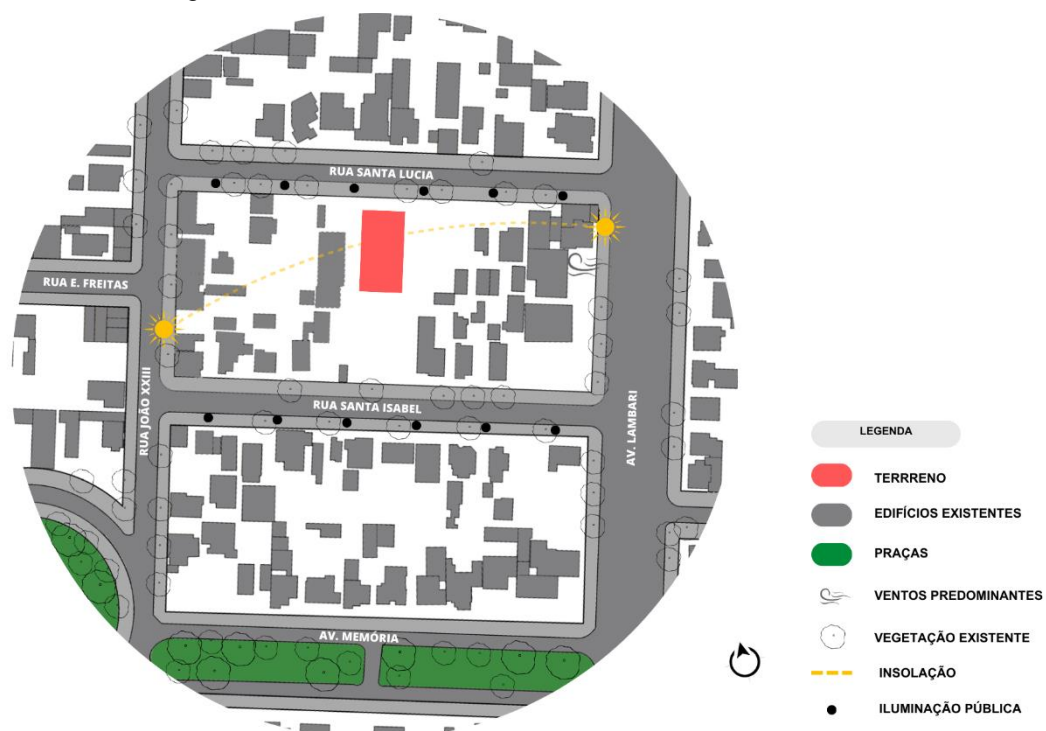 RUA SANTA LUCIA
RUA E. FREITAS
RUA JOÃO XXIII
RUA SANTA ISABEL
AV. LAMBARI
AV. MEMÓRIA
LEGENDA
TERRRENO
EDIFÍCIOS EXISTENTES
PRAÇAS
VENTOS PREDOMINANTES
VEGETAÇÃO EXISTENTE
INSOLAÇÃO
ILUMINAÇÃO PÚBLICA